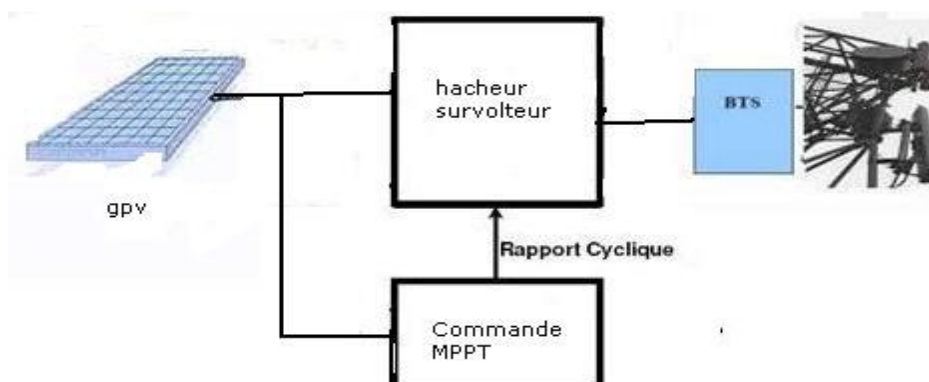 hacheur
survolteur
BTS
gpv
Rapport Cyclique
Commande
MPPT